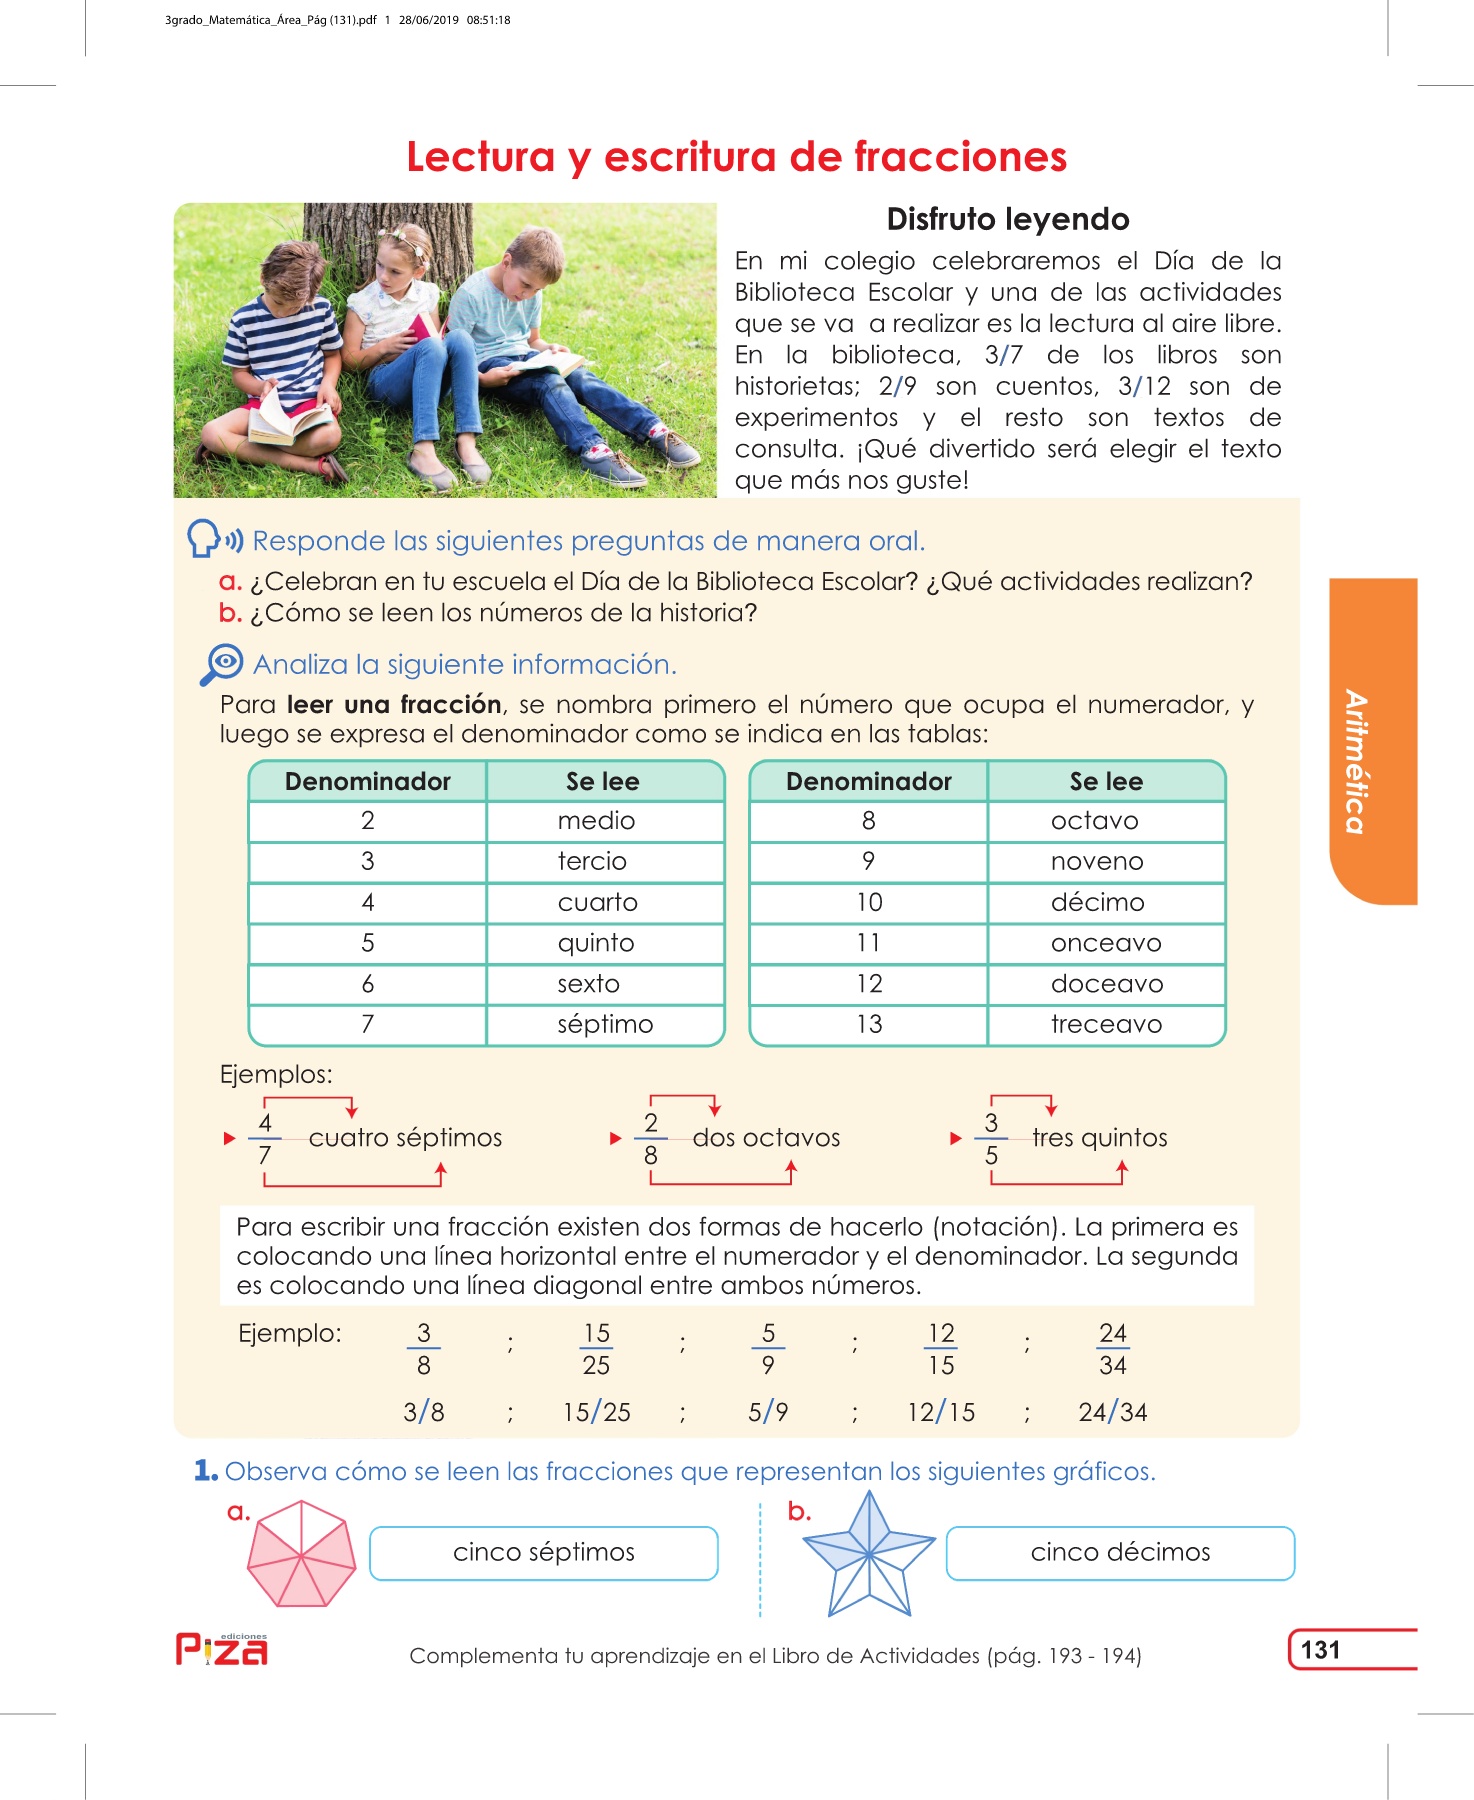 3grado_Matemática_Área_Pág (131).pdf 1 28/06/2019 08:51:18
Lectura y escritura de fracciones
Disfruto leyendo
En mi colegio celebraremos el Día de la
Biblioteca Escolar y una de las actividades
que se va a realizar es la lectura al aire libre.
En la biblioteca, 3/7 de los libros son
historietas; 2/9 son cuentos, 3/12 son de
experimentos y el resto son textos de
consulta. ¡Qué divertido será elegir el texto
que más nos guste!
Responde las siguientes preguntas de manera oral.
a. ¿Celebran en tu escuela el Día de la Biblioteca Escolar? ¿Qué actividades realizan?
b. ¿Cómo se leen los números de la historia?
Analiza la siguiente información.
Para leer una fracción, se nombra primero el número que ocupa el numerador, y
luego se expresa el denominador como se indica en las tablas:
Denominador Se lee
2 medio
3 tercio
4 cuarto
5 quinto
6 sexto
7 séptimo
Denominador Se lee
8 octavo
9 noveno
10 décimo
11 onceavo
12 doceavo
13 treceavo
Aritmética
Ejemplos:
4/7 cuatro séptimos
2/8 dos octavos
3/5 tres quintos
Para escribir una fracción existen dos formas de hacerlo (notación). La primera es
colocando una línea horizontal entre el numerador y el denominador. La segunda
es colocando una línea diagonal entre ambos números.
Ejemplo: 3/8 ; 15/25 ; 5/9 ; 12/15 ; 24/34
3/8 ; 15/25 ; 5/9 ; 12/15 ; 24/34
1. Observa cómo se leen las fracciones que representan los siguientes gráficos.
a. cinco séptimos
b. cinco décimos
ediciones
Piza
Complementa tu aprendizaje en el Libro de Actividades (pág. 193 - 194)
131